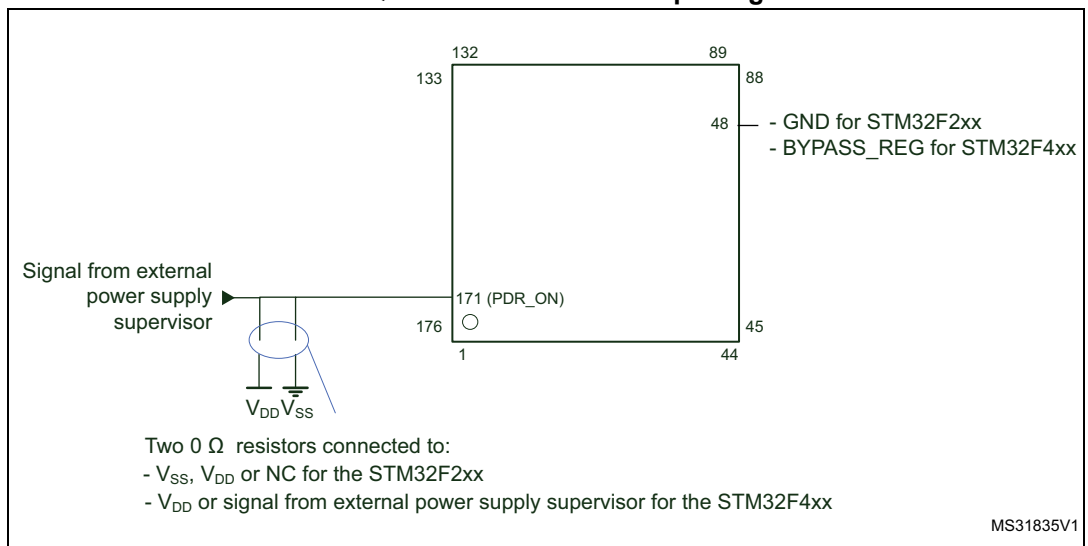 132
89
133
88
48
- GND for STM32F2xx
- BYPASS_REG for STM32F4xx
Signal from external
power supply
supervisor
171 (PDR_ON)
176
45
1
44
VDD VSS
Two 0 Ω resistors connected to:
- VSS, VDD or NC for the STM32F2xx
- VDD or signal from external power supply supervisor for the STM32F4xx
MS31835V1